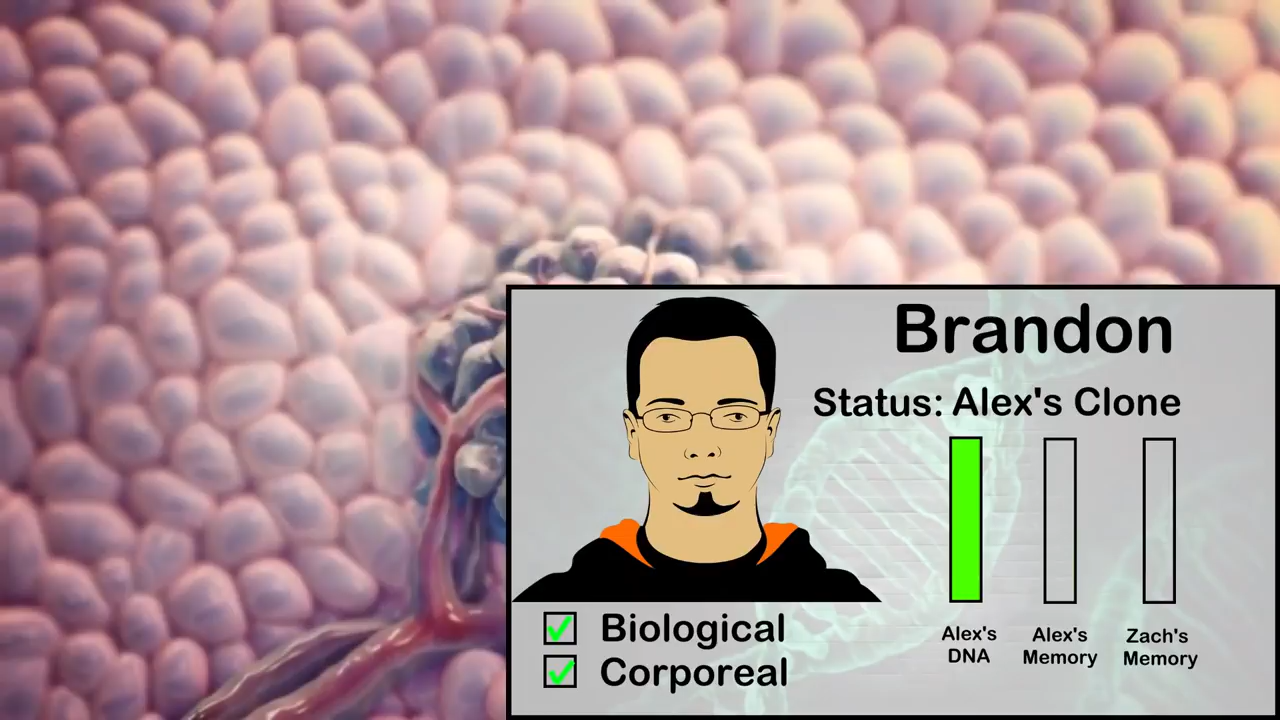 Brandon
Status: Alex's Clone
Alex's
DNA
Alex's
Memory
Zach's
Memory
Biological
Corporeal